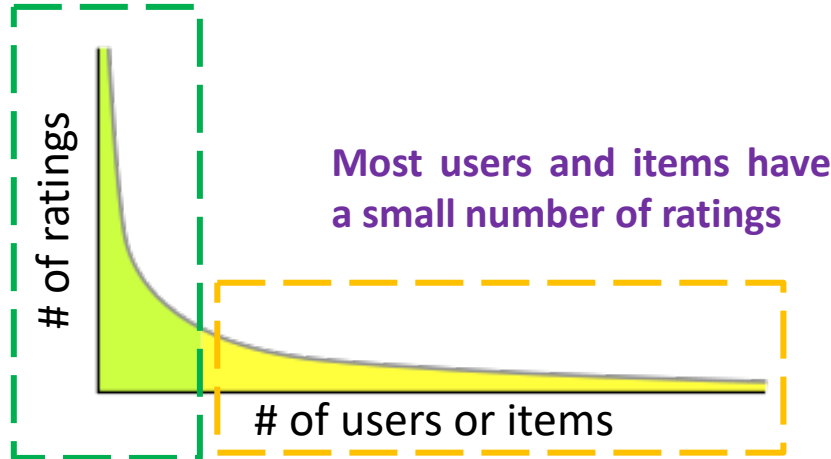 # of ratings
Most users and items have
a small number of ratings
# of users or items